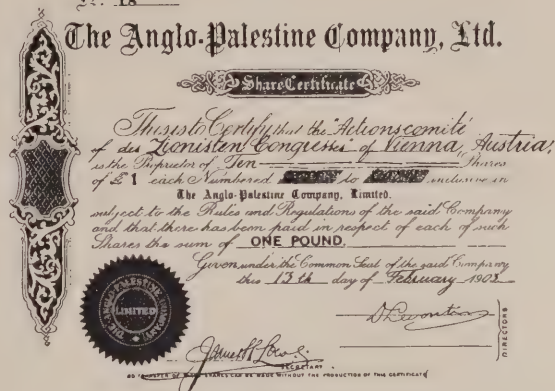 The Anglo-Palestine Company, Ltd.
Share Certificate
This is to Certify that the "Actionscomité
of des Zionisten Congresses" of Vienna, Austria,
is the Proprietor of Ten Shares
of £1 each Numbered to inclusive in
The Anglo-Palestine Company, Limited.
subject to the Rules and Regulations of the said Company
and that there has been paid in respect of each of such
Shares the sum of ONE POUND.
Given under the Common Seal of the said Company
this 13th day of February 1903
THE ANGLO-PALESTINE COMPANY
LIMITED
DIRECTORS
SECRETARY
NO TRANSFER OF SHARES CAN BE MADE WITHOUT THE PRODUCTION OF THIS CERTIFICATE